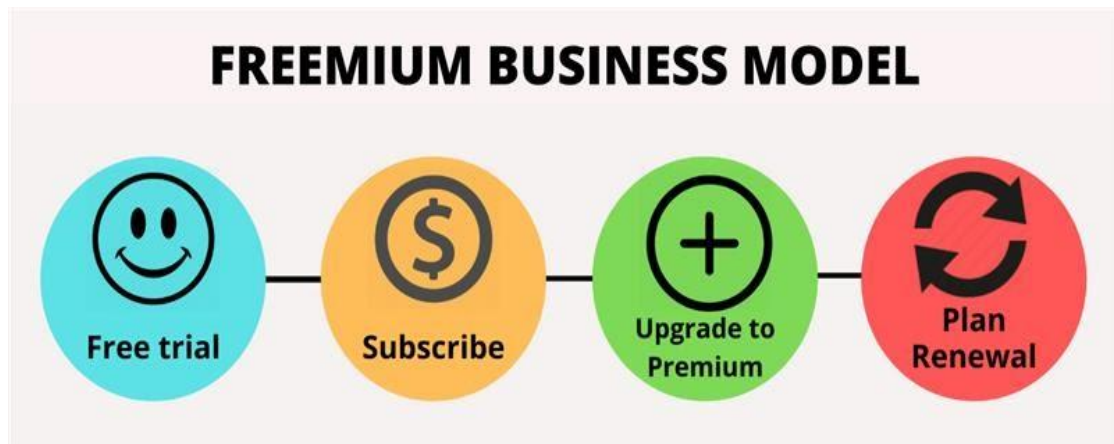 FREEMIUM BUSINESS MODEL
$
Free trial
Subscribe
Upgrade to
Premium
Plan
Renewal